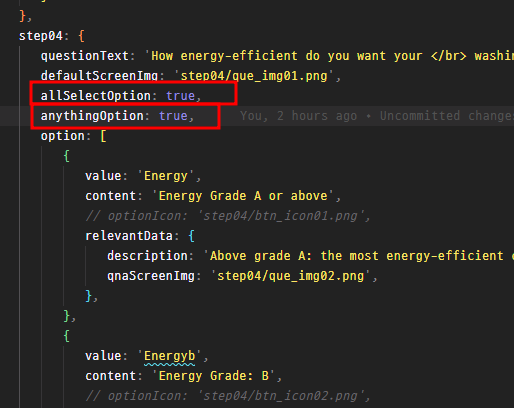 },
step04: {
questionText: 'How energy-efficient do you want your </br> washin
defaultScreenImg: 'step04/que_img01.png',
allSelectOption: true,
anythingOption: true, You, 2 hours ago • Uncommitted change
option: [
{
value: 'Energy',
content: 'Energy Grade A or above',
// optionIcon: 'step04/btn_icon01.png',
relevantData: {
description: 'Above grade A: the most energy-efficient
qnaScreenImg: 'step04/que_img02.png',
},
},
{
value: 'Energyb',
content: 'Energy Grade: B',
// optionIcon: 'step04/btn_icon02.png',